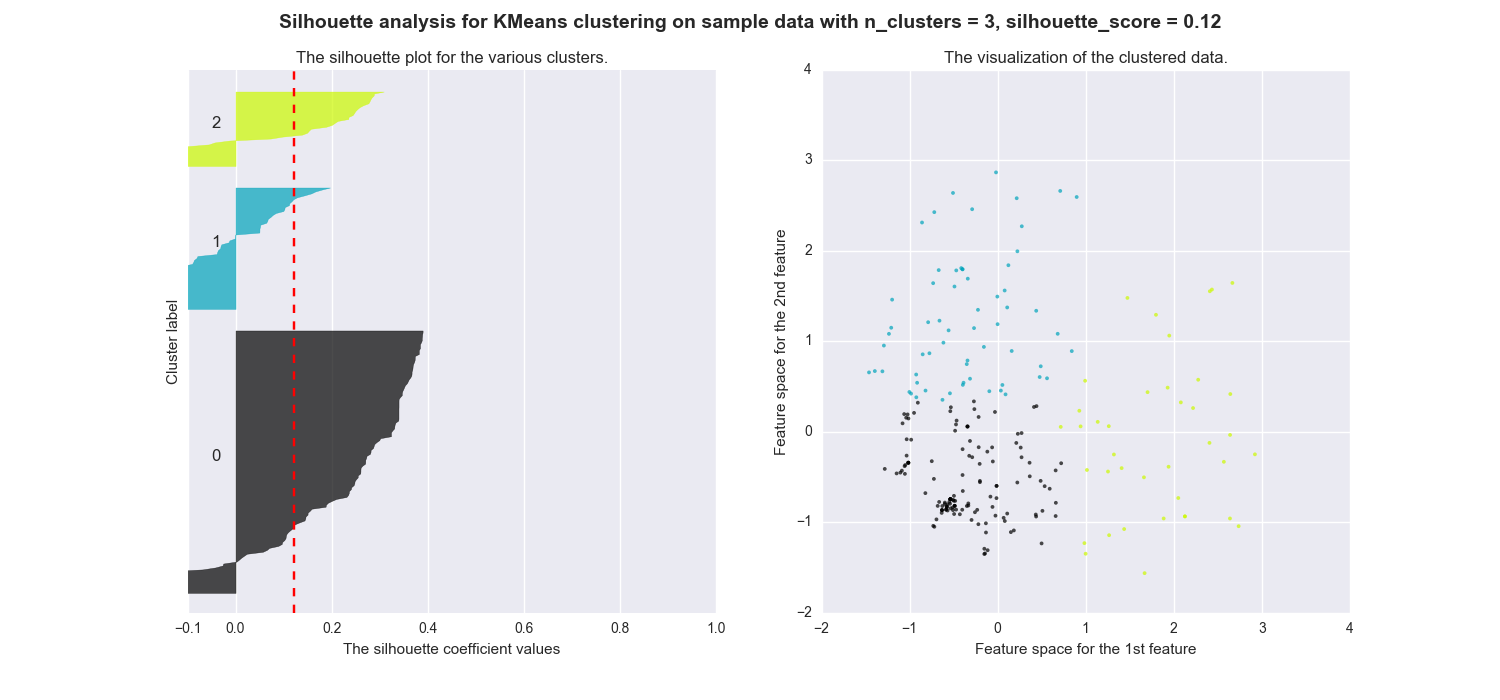 Silhouette analysis for KMeans clustering on sample data with n_clusters = 3, silhouette_score = 0.12
The silhouette plot for the various clusters.
2
1
0
Cluster label
−0.1 0.0 0.2 0.4 0.6 0.8 1.0
The silhouette coefficient values
The visualization of the clustered data.
4
3
2
1
0
−1
−2
Feature space for the 2nd feature
−2 −1 0 1 2 3 4
Feature space for the 1st feature